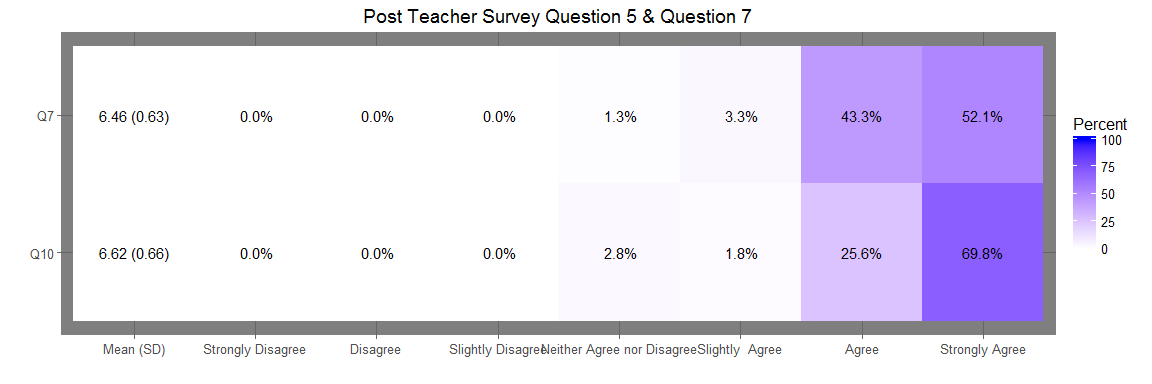 Post Teacher Survey Question 5 & Question 7
Q7 6.46 (0.63) 0.0% 0.0% 0.0% 1.3% 3.3% 43.3% 52.1%
Q10 6.62 (0.66) 0.0% 0.0% 0.0% 2.8% 1.8% 25.6% 69.8%
Mean (SD) Strongly Disagree Disagree Slightly Disagree Neither Agree nor Disagree Slightly Agree Agree Strongly Agree
Percent
100
75
50
25
0